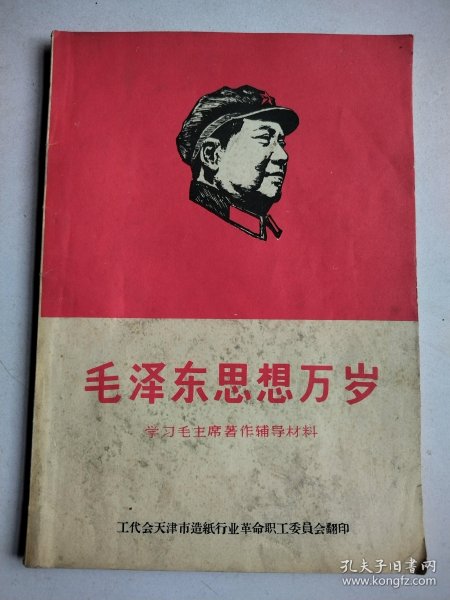 毛泽东思想万岁
学习毛主席著作辅导材料
工代会天津市造紙行业革命职工委員会翻印
孔夫子旧书网
www.kongfz.com